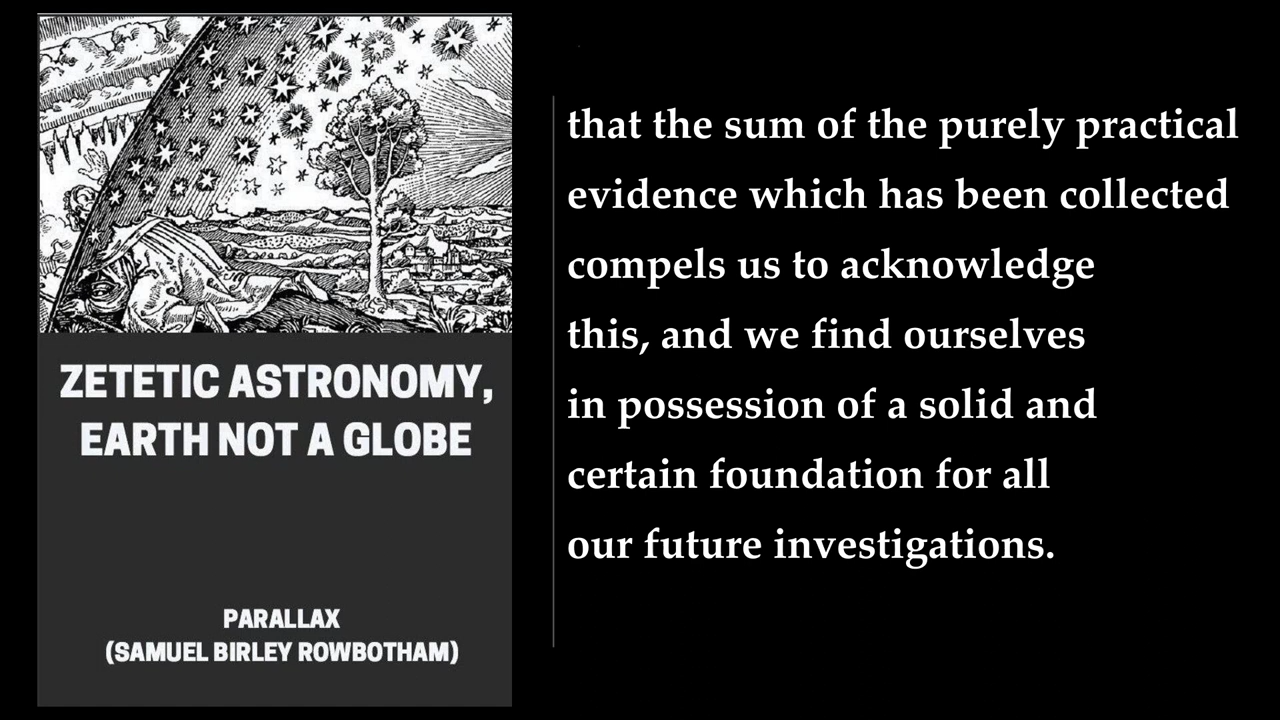 ZETETIC ASTRONOMY,
EARTH NOT A GLOBE
PARALLAX
(SAMUEL BIRLEY ROWBOTHAM)
that the sum of the purely practical
evidence which has been collected
compels us to acknowledge
this, and we find ourselves
in possession of a solid and
certain foundation for all
our future investigations.